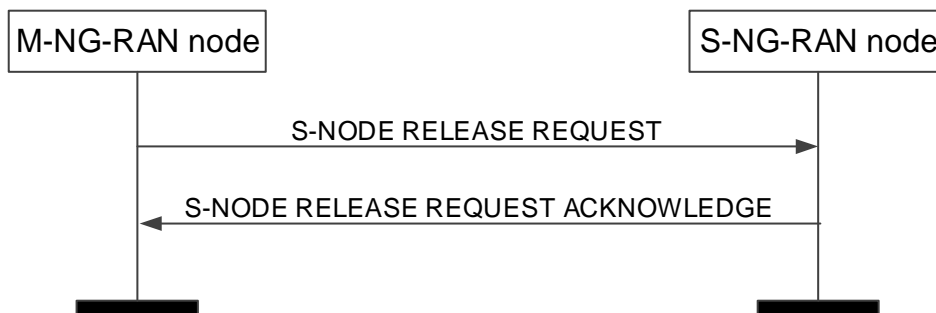 M-NG-RAN node
S-NG-RAN node
S-NODE RELEASE REQUEST
S-NODE RELEASE REQUEST ACKNOWLEDGE